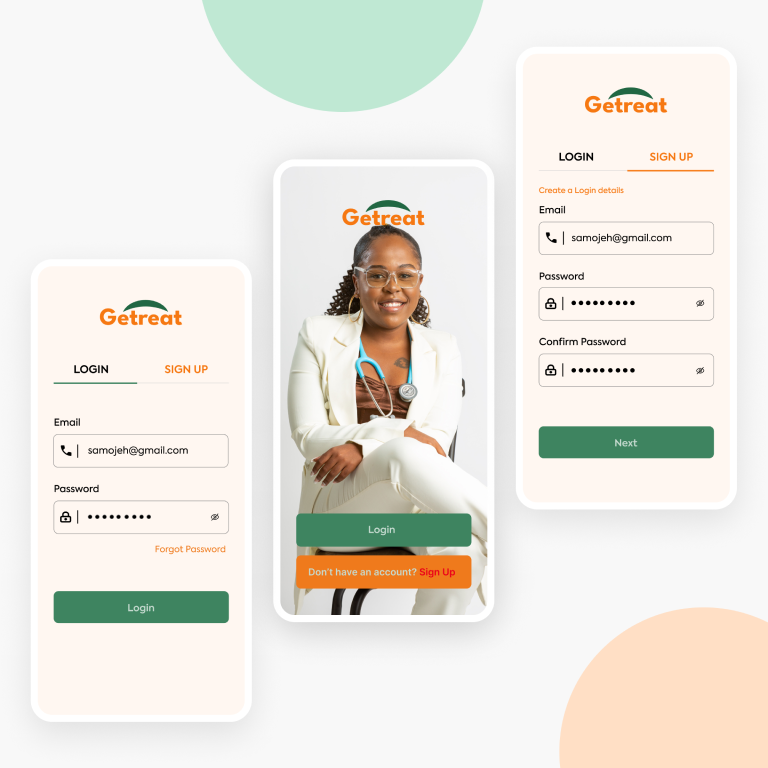 Getreat
LOGIN SIGN UP
Email
samojeh@gmail.com
Password
•••••••••
Forgot Password
Login
Getreat
Login
Don't have an account? Sign Up
Getreat
LOGIN SIGN UP
Create a Login details
Email
samojeh@gmail.com
Password
•••••••••
Confirm Password
•••••••••
Next